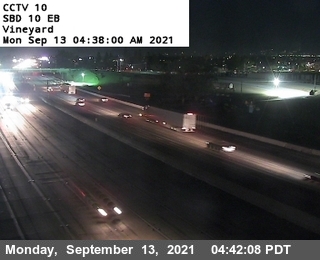 CCTV 10
SBD 10 EB
Vineyard
Mon Sep 13 04:38:00 AM 2021
Monday, September 13, 2021 04:42:08 PDT